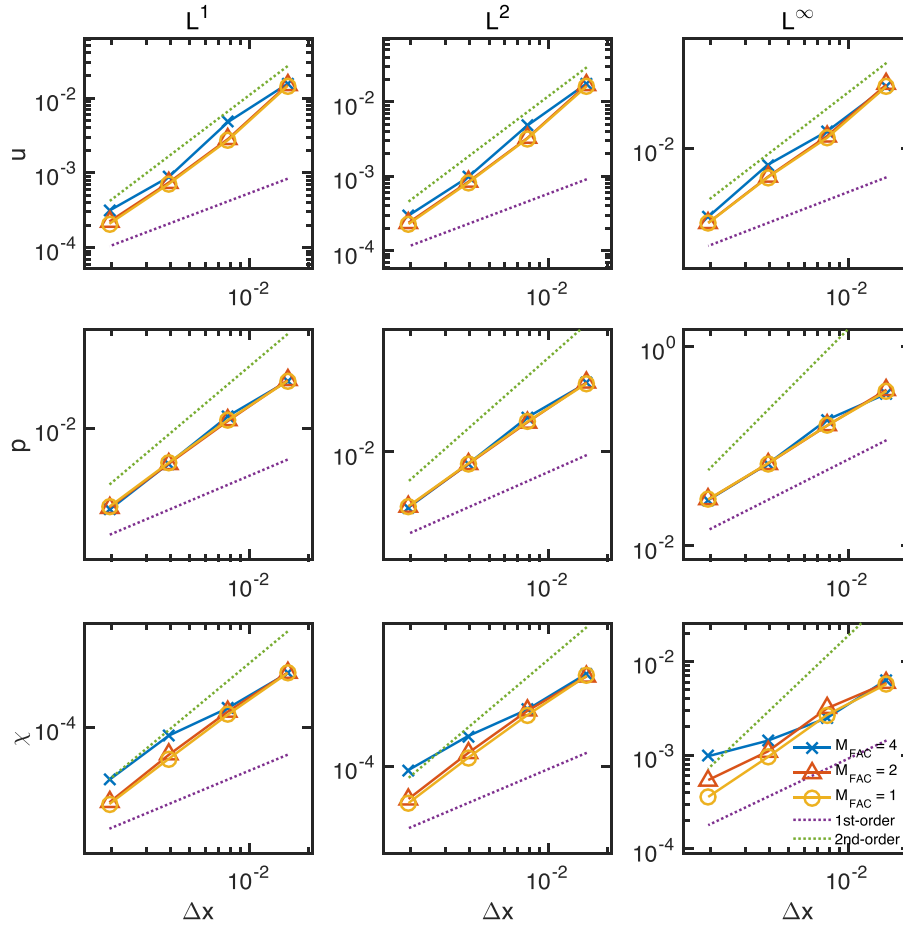 L¹ L² L∞
u
10⁻² 10⁻² 10⁻²
10⁻³ 10⁻³
10⁻⁴ 10⁻⁴
10⁻² 10⁻² 10⁻²
p
10⁰
10⁻² 10⁻² 10⁻²
10⁻² 10⁻² 10⁻²
χ
10⁻⁴ 10⁻⁴ 10⁻²
10⁻³
10⁻⁴
M_FAC = 4
M_FAC = 2
M_FAC = 1
1st-order
2nd-order
10⁻² 10⁻² 10⁻²
Δx Δx Δx